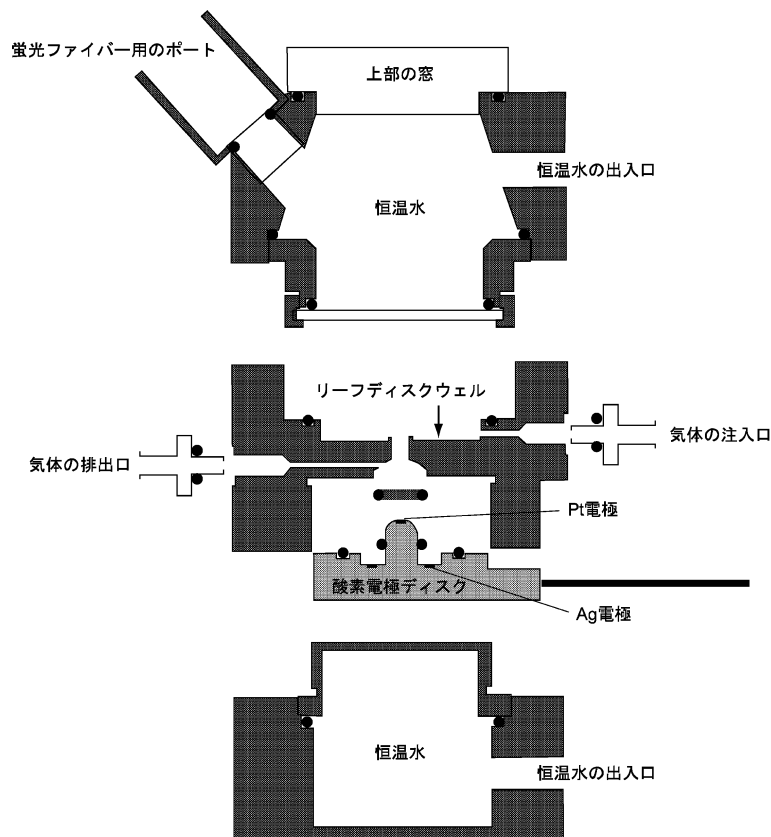 蛍光ファイバー用のポート
上部の窓
恒温水の出入口
恒温水
リーフディスクウェル
気体の注入口
気体の排出口
Pt電極
酸素電極ディスク
Ag電極
恒温水
恒温水の出入口